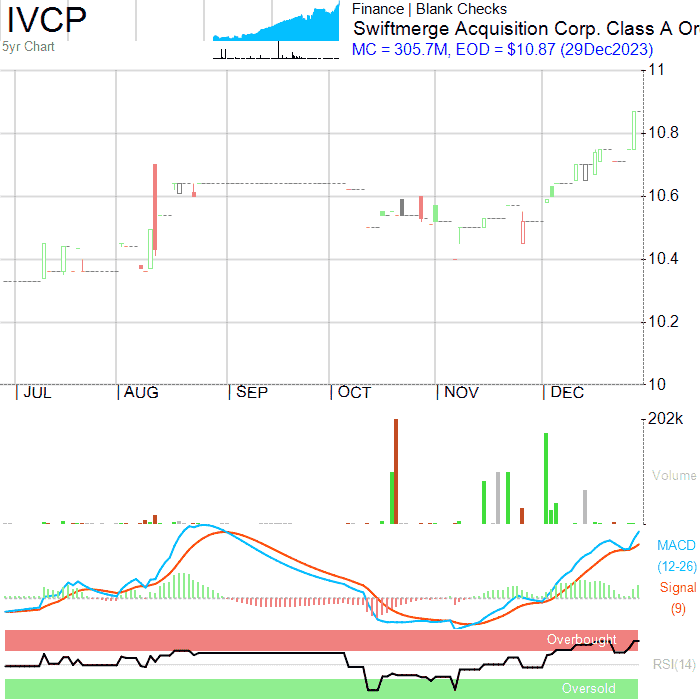 IVCP
5yr Chart
Finance | Blank Checks
Swiftmerge Acquisition Corp. Class A Or
MC = 305.7M, EOD = $10.87 (29Dec2023)
11
10.8
10.6
10.4
10.2
10
JUL
AUG
SEP
OCT
NOV
DEC
202k
Volume
MACD
(12-26)
Signal
(9)
Overbought
RSI(14)
Oversold